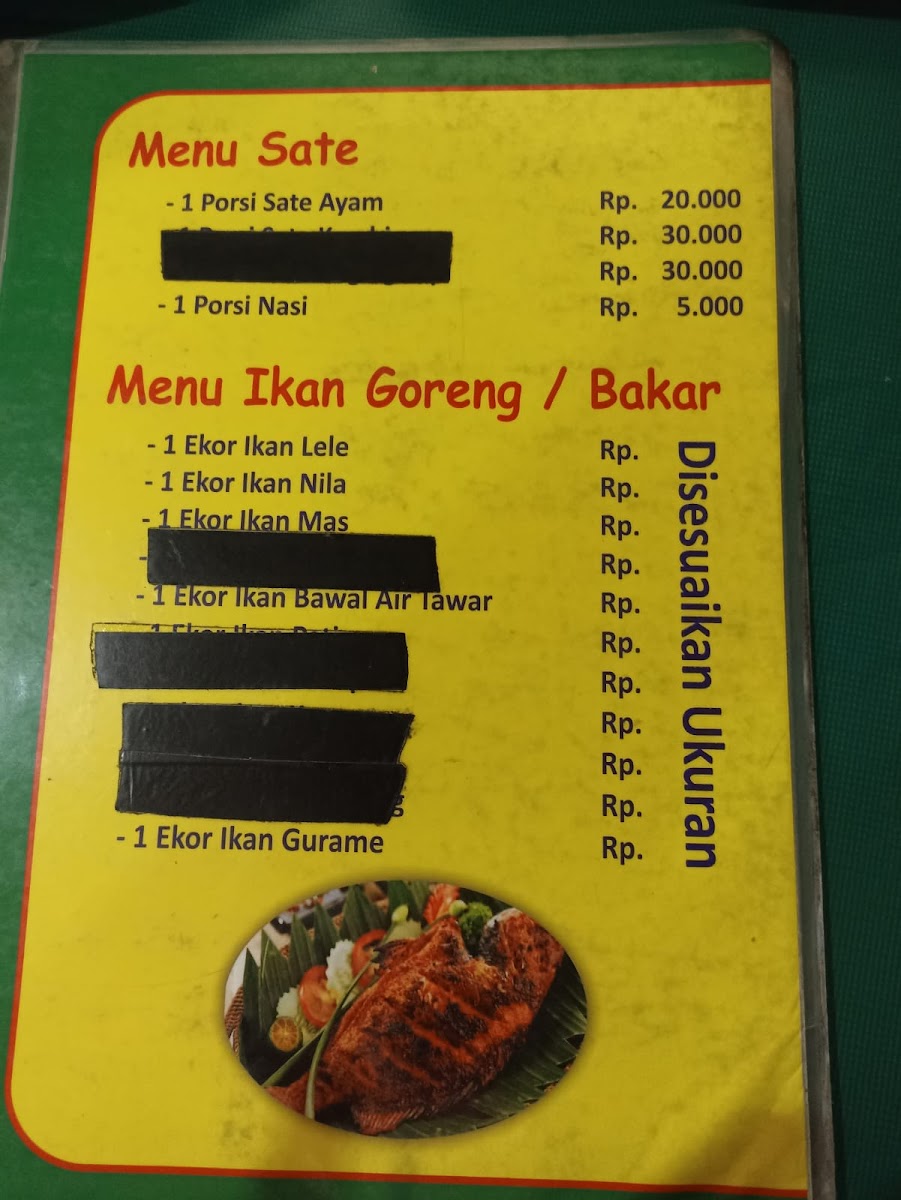 Menu Sate
- 1 Porsi Sate Ayam Rp. 20.000
Rp. 30.000
Rp. 30.000
- 1 Porsi Nasi Rp. 5.000
Menu Ikan Goreng / Bakar
- 1 Ekor Ikan Lele Rp.
- 1 Ekor Ikan Nila Rp.
- 1 Ekor Ikan Mas Rp.
- Rp.
- 1 Ekor Ikan Bawal Air Tawar Rp.
Rp.
Rp.
Rp.
Rp.
Rp.
- 1 Ekor Ikan Gurame Rp.
Disesuaikan Ukuran